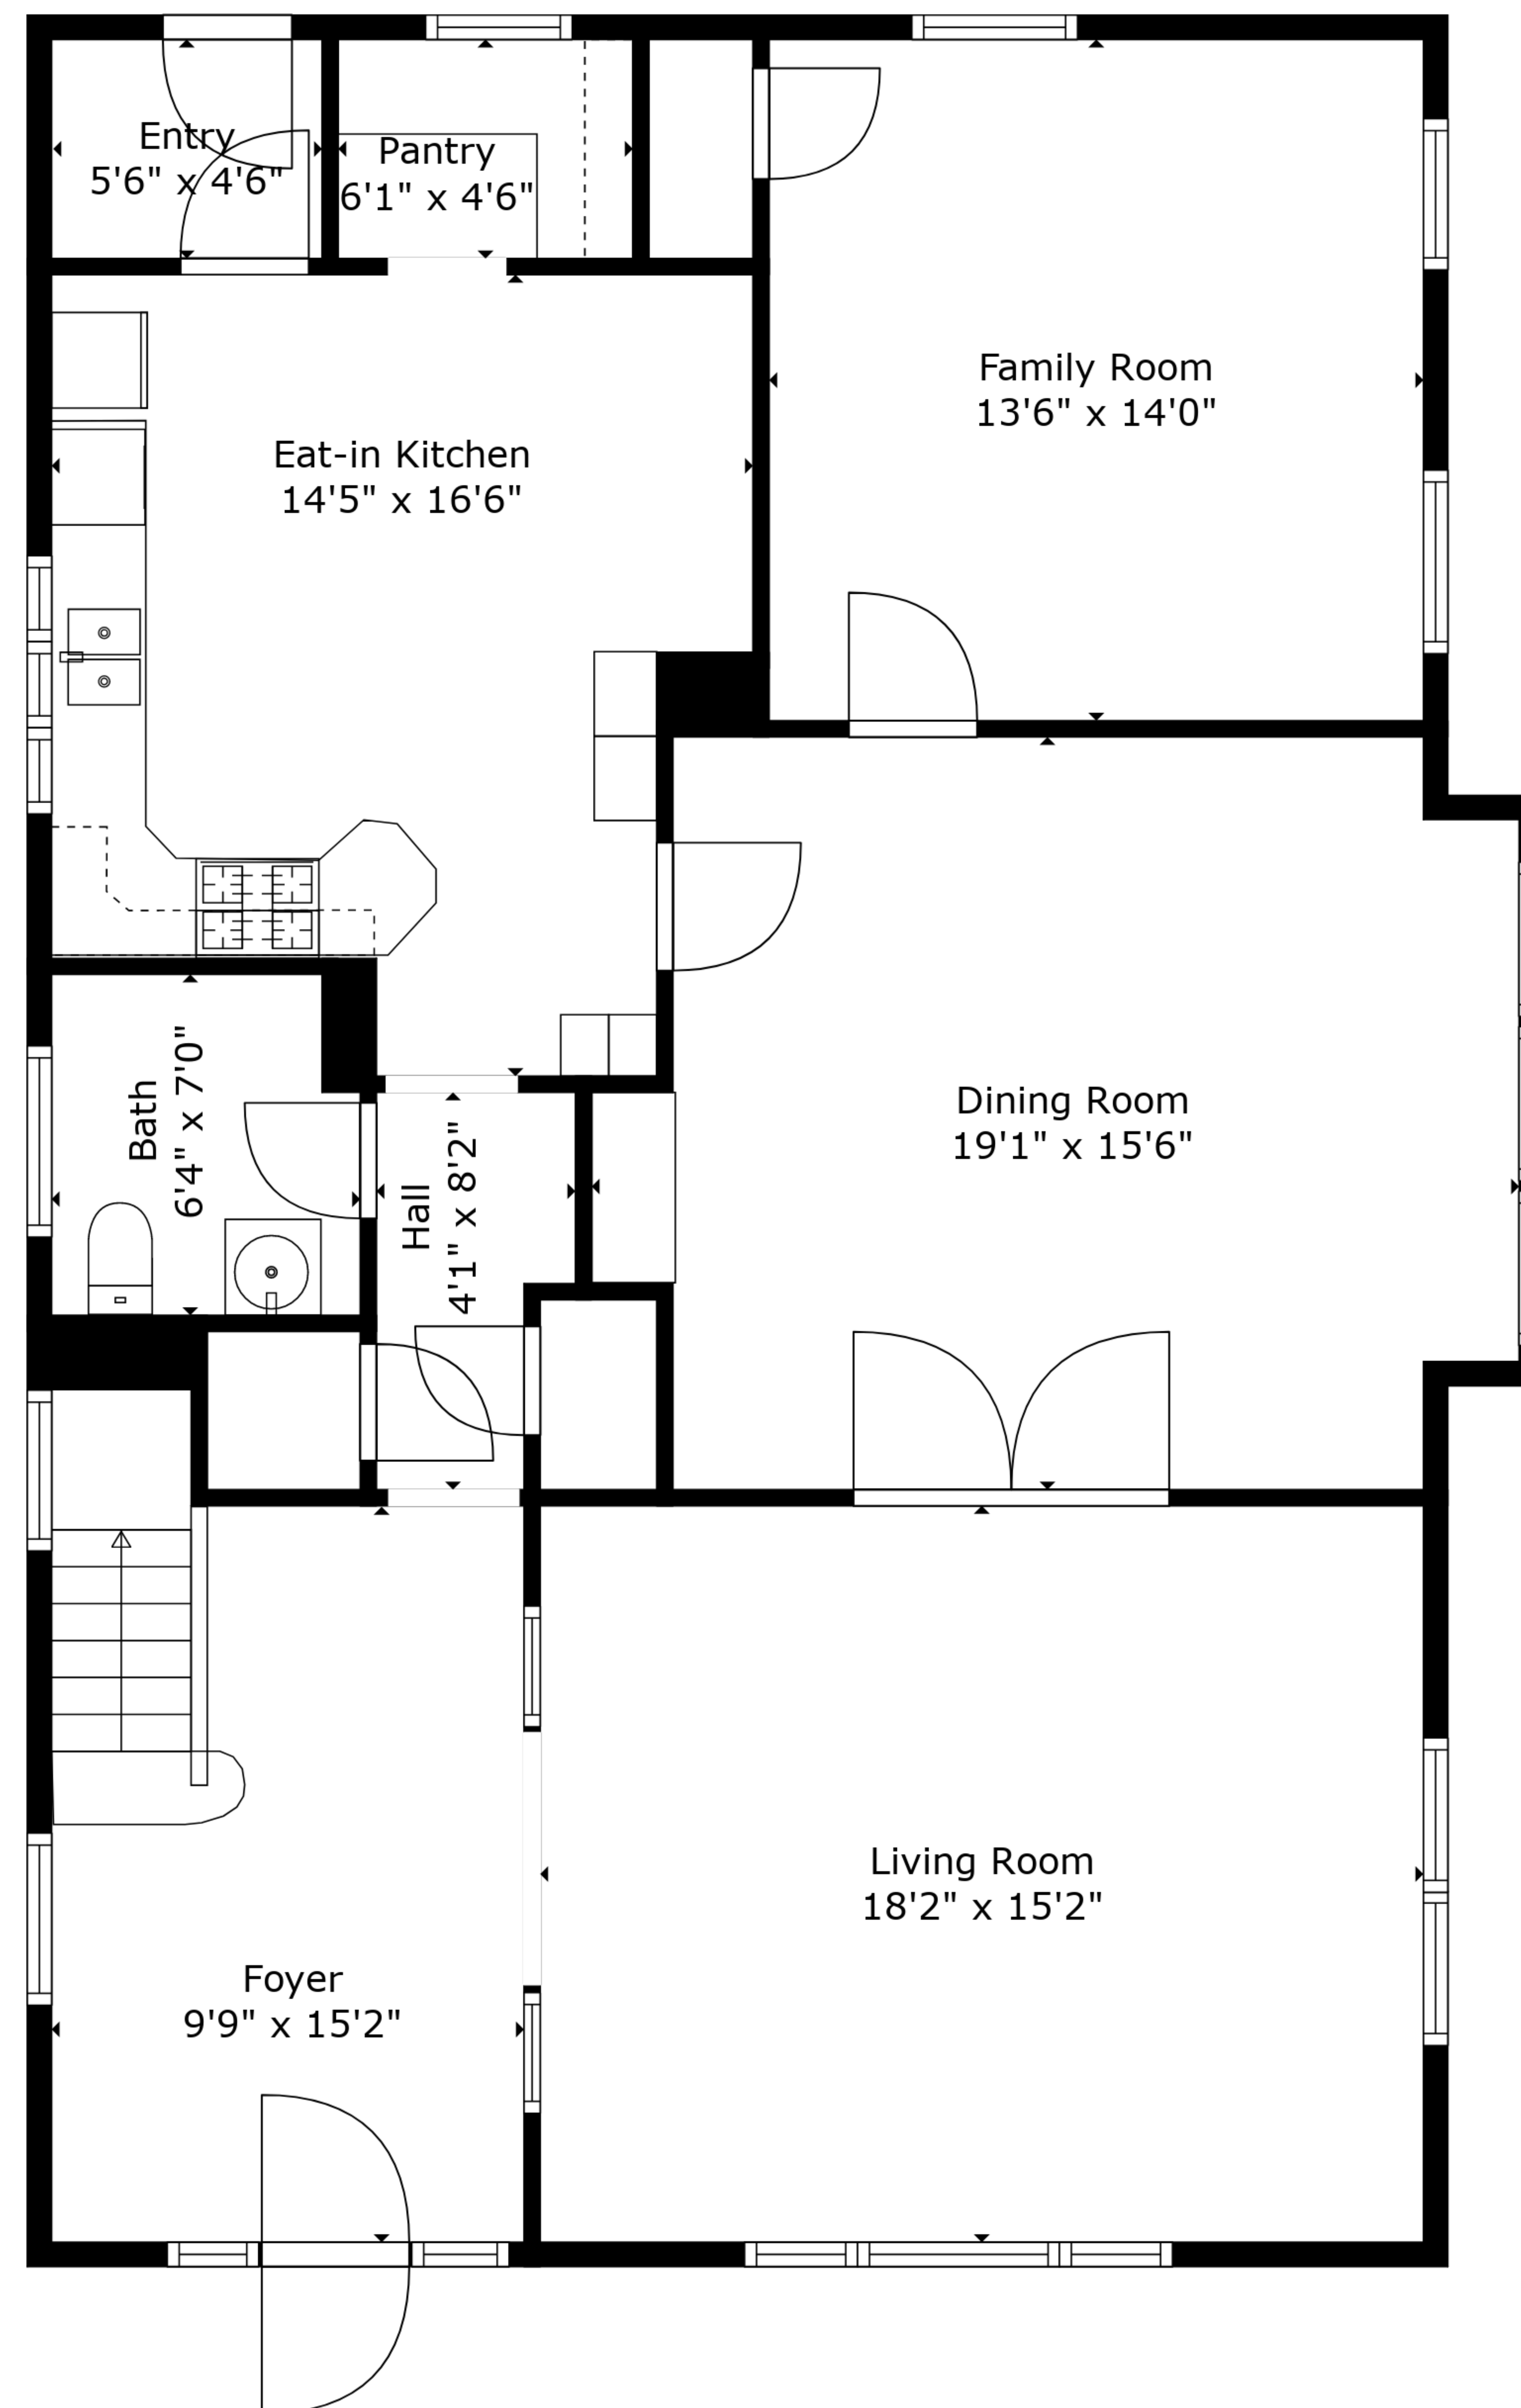 Entry
5'6" x 4'6"
Pantry
6'1" x 4'6"
Family Room
13'6" x 14'0"
Eat-in Kitchen
14'5" x 16'6"
Bath
6'4" x 7'0"
Hall
4'1" x 8'2"
Dining Room
19'1" x 15'6"
Living Room
18'2" x 15'2"
Foyer
9'9" x 15'2"